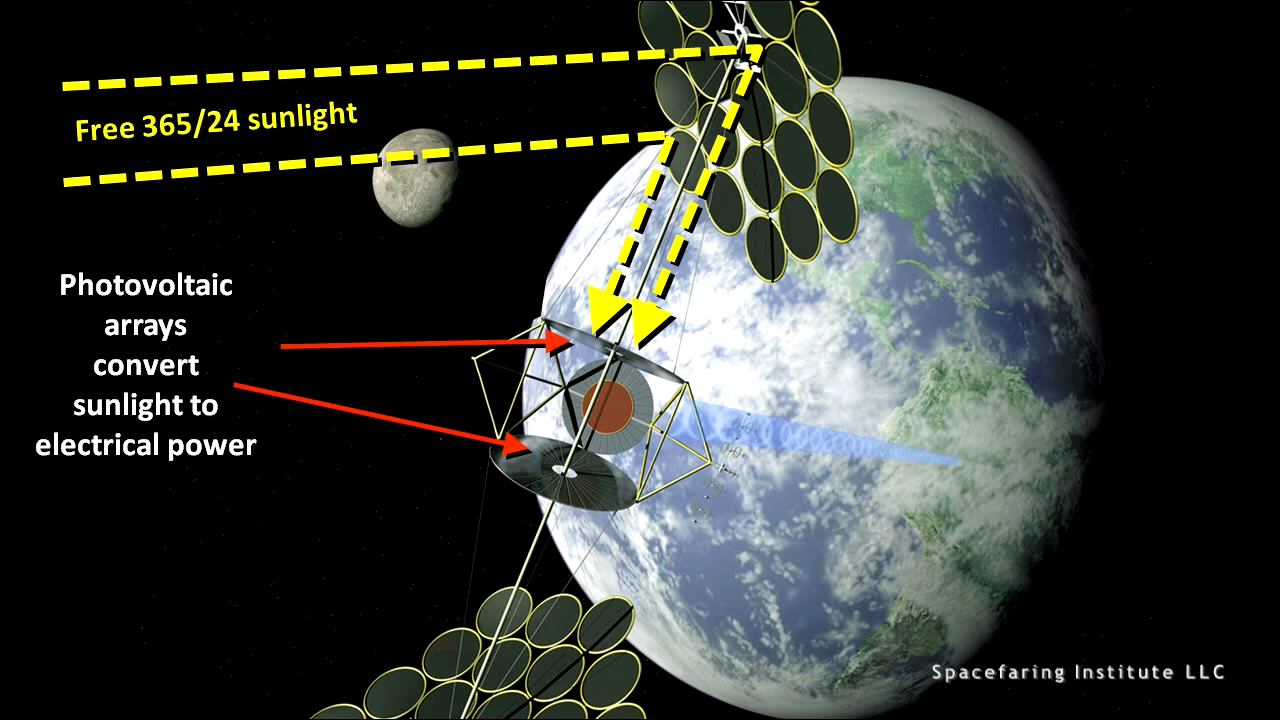 Free 365/24 sunlight
Photovoltaic
arrays
convert
sunlight to
electrical power
Spacefaring Institute LLC